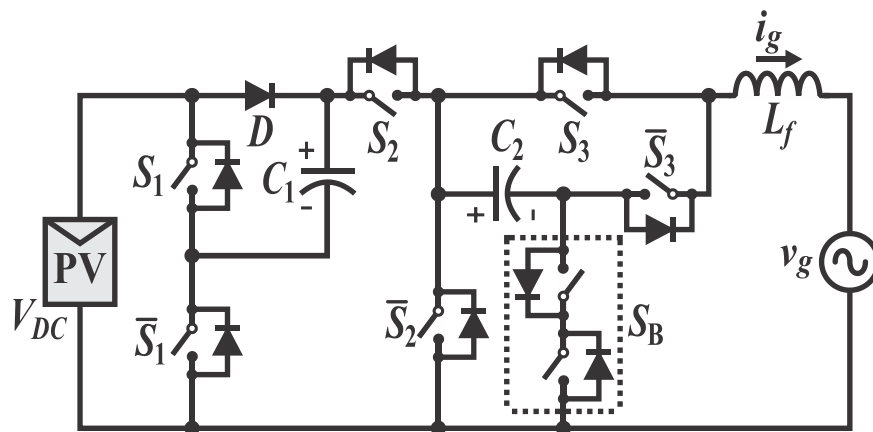 i_g
D
S_2
S_3
L_f
S_1
C_1
+
-
C_2
+
-
S̅_3
PV
V_DC
v_g
S̅_1
S̅_2
S_B